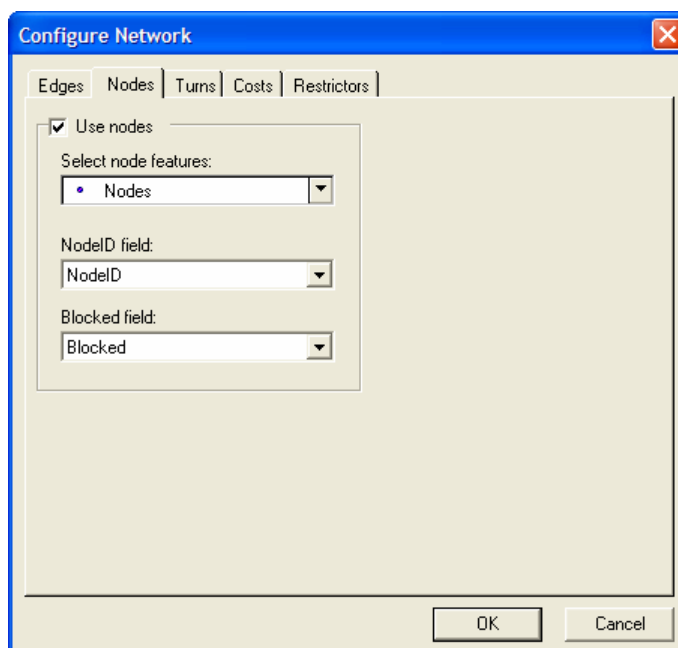 Configure Network
Edges Nodes Turns Costs Restrictors
Use nodes
Select node features:
Nodes
NodeID field:
NodeID
Blocked field:
Blocked
OK Cancel